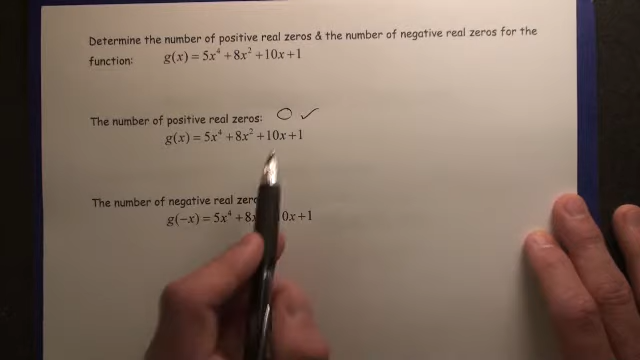 Determine the number of positive real zeros & the number of negative real zeros for the
function: g(x) = 5x⁴ + 8x² + 10x + 1
The number of positive real zeros: 0 ✓
g(x) = 5x⁴ + 8x² + 10x + 1
The number of negative real
g(−x) = 5x⁴ + 0x + 1